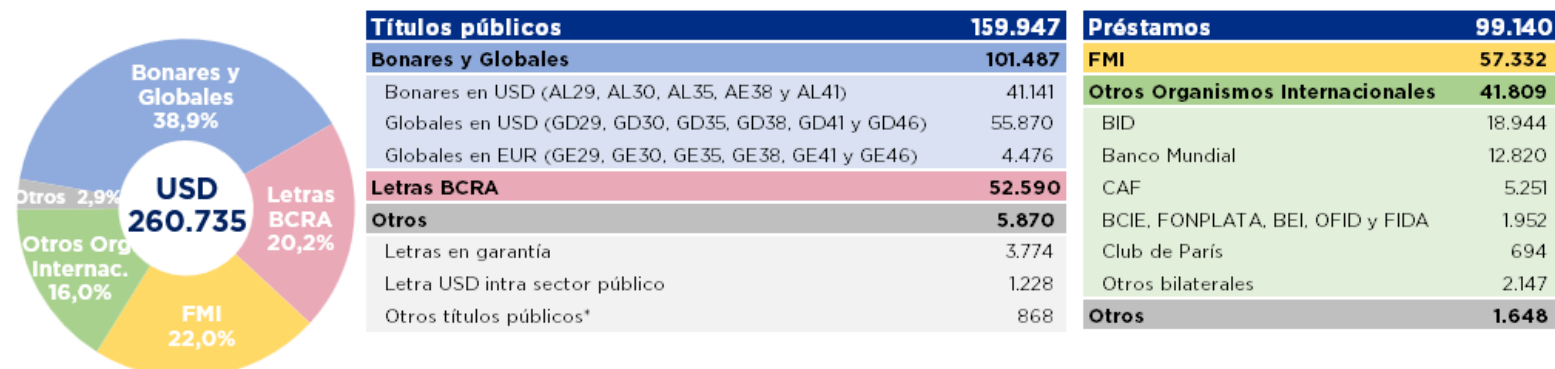 Bonares y
Globales
38,9%
Otros 2,9%
USD
260.735
Letras
BCRA
20,2%
Otros Org
Internac.
16,0%
FMI
22,0%
Títulos públicos 159.947
Bonares y Globales 101.487
Bonares en USD (AL29, AL30, AL35, AE38 y AL41) 41.141
Globales en USD (GD29, GD30, GD35, GD38, GD41 y GD46) 55.870
Globales en EUR (GE29, GE30, GE35, GE38, GE41 y GE46) 4.476
Letras BCRA 52.590
Otros 5.870
Letras en garantía 3.774
Letra USD intra sector público 1.228
Otros títulos públicos* 868
Préstamos 99.140
FMI 57.332
Otros Organismos Internacionales 41.809
BID 18.944
Banco Mundial 12.820
CAF 5.251
BCIE, FONPLATA, BEI, OFID y FIDA 1.952
Club de París 694
Otros bilaterales 2.147
Otros 1.648